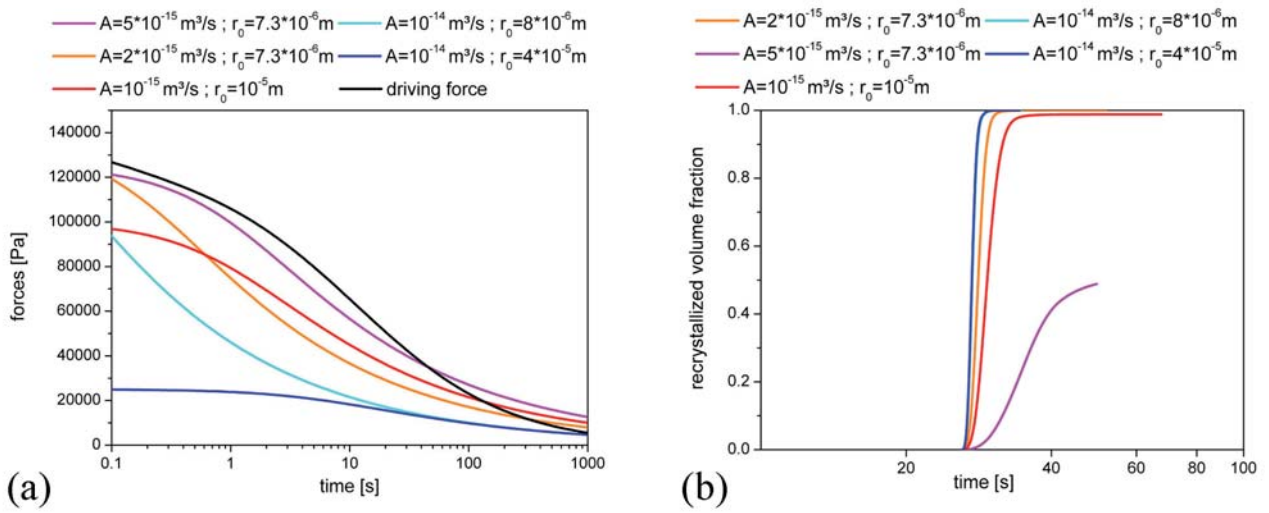 A=5*10⁻¹⁵ m³/s ; r₀=7.3*10⁻⁶m A=10⁻¹⁴ m³/s ; r₀=8*10⁻⁶m
A=2*10⁻¹⁵ m³/s ; r₀=7.3*10⁻⁶m A=10⁻¹⁴ m³/s ; r₀=4*10⁻⁵m
A=10⁻¹⁵ m³/s ; r₀=10⁻⁵m driving force
140000
120000
100000
80000
60000
40000
20000
0
forces [Pa]
0.1 1 10 100 1000
time [s]
(a)
A=2*10⁻¹⁵ m³/s ; r₀=7.3*10⁻⁶m A=10⁻¹⁴ m³/s ; r₀=8*10⁻⁶m
A=5*10⁻¹⁵ m³/s ; r₀=7.3*10⁻⁶m A=10⁻¹⁴ m³/s ; r₀=4*10⁻⁵m
A=10⁻¹⁵ m³/s ; r₀=10⁻⁵m
1.0
0.8
0.6
0.4
0.2
0.0
recrystallized volume fraction
20 40 60 80 100
time [s]
(b)